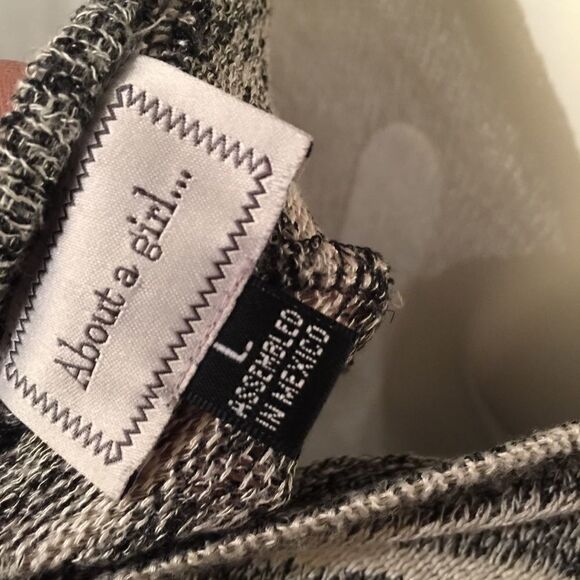 About a girl...
L
ASSEMBLED
IN MEXICO